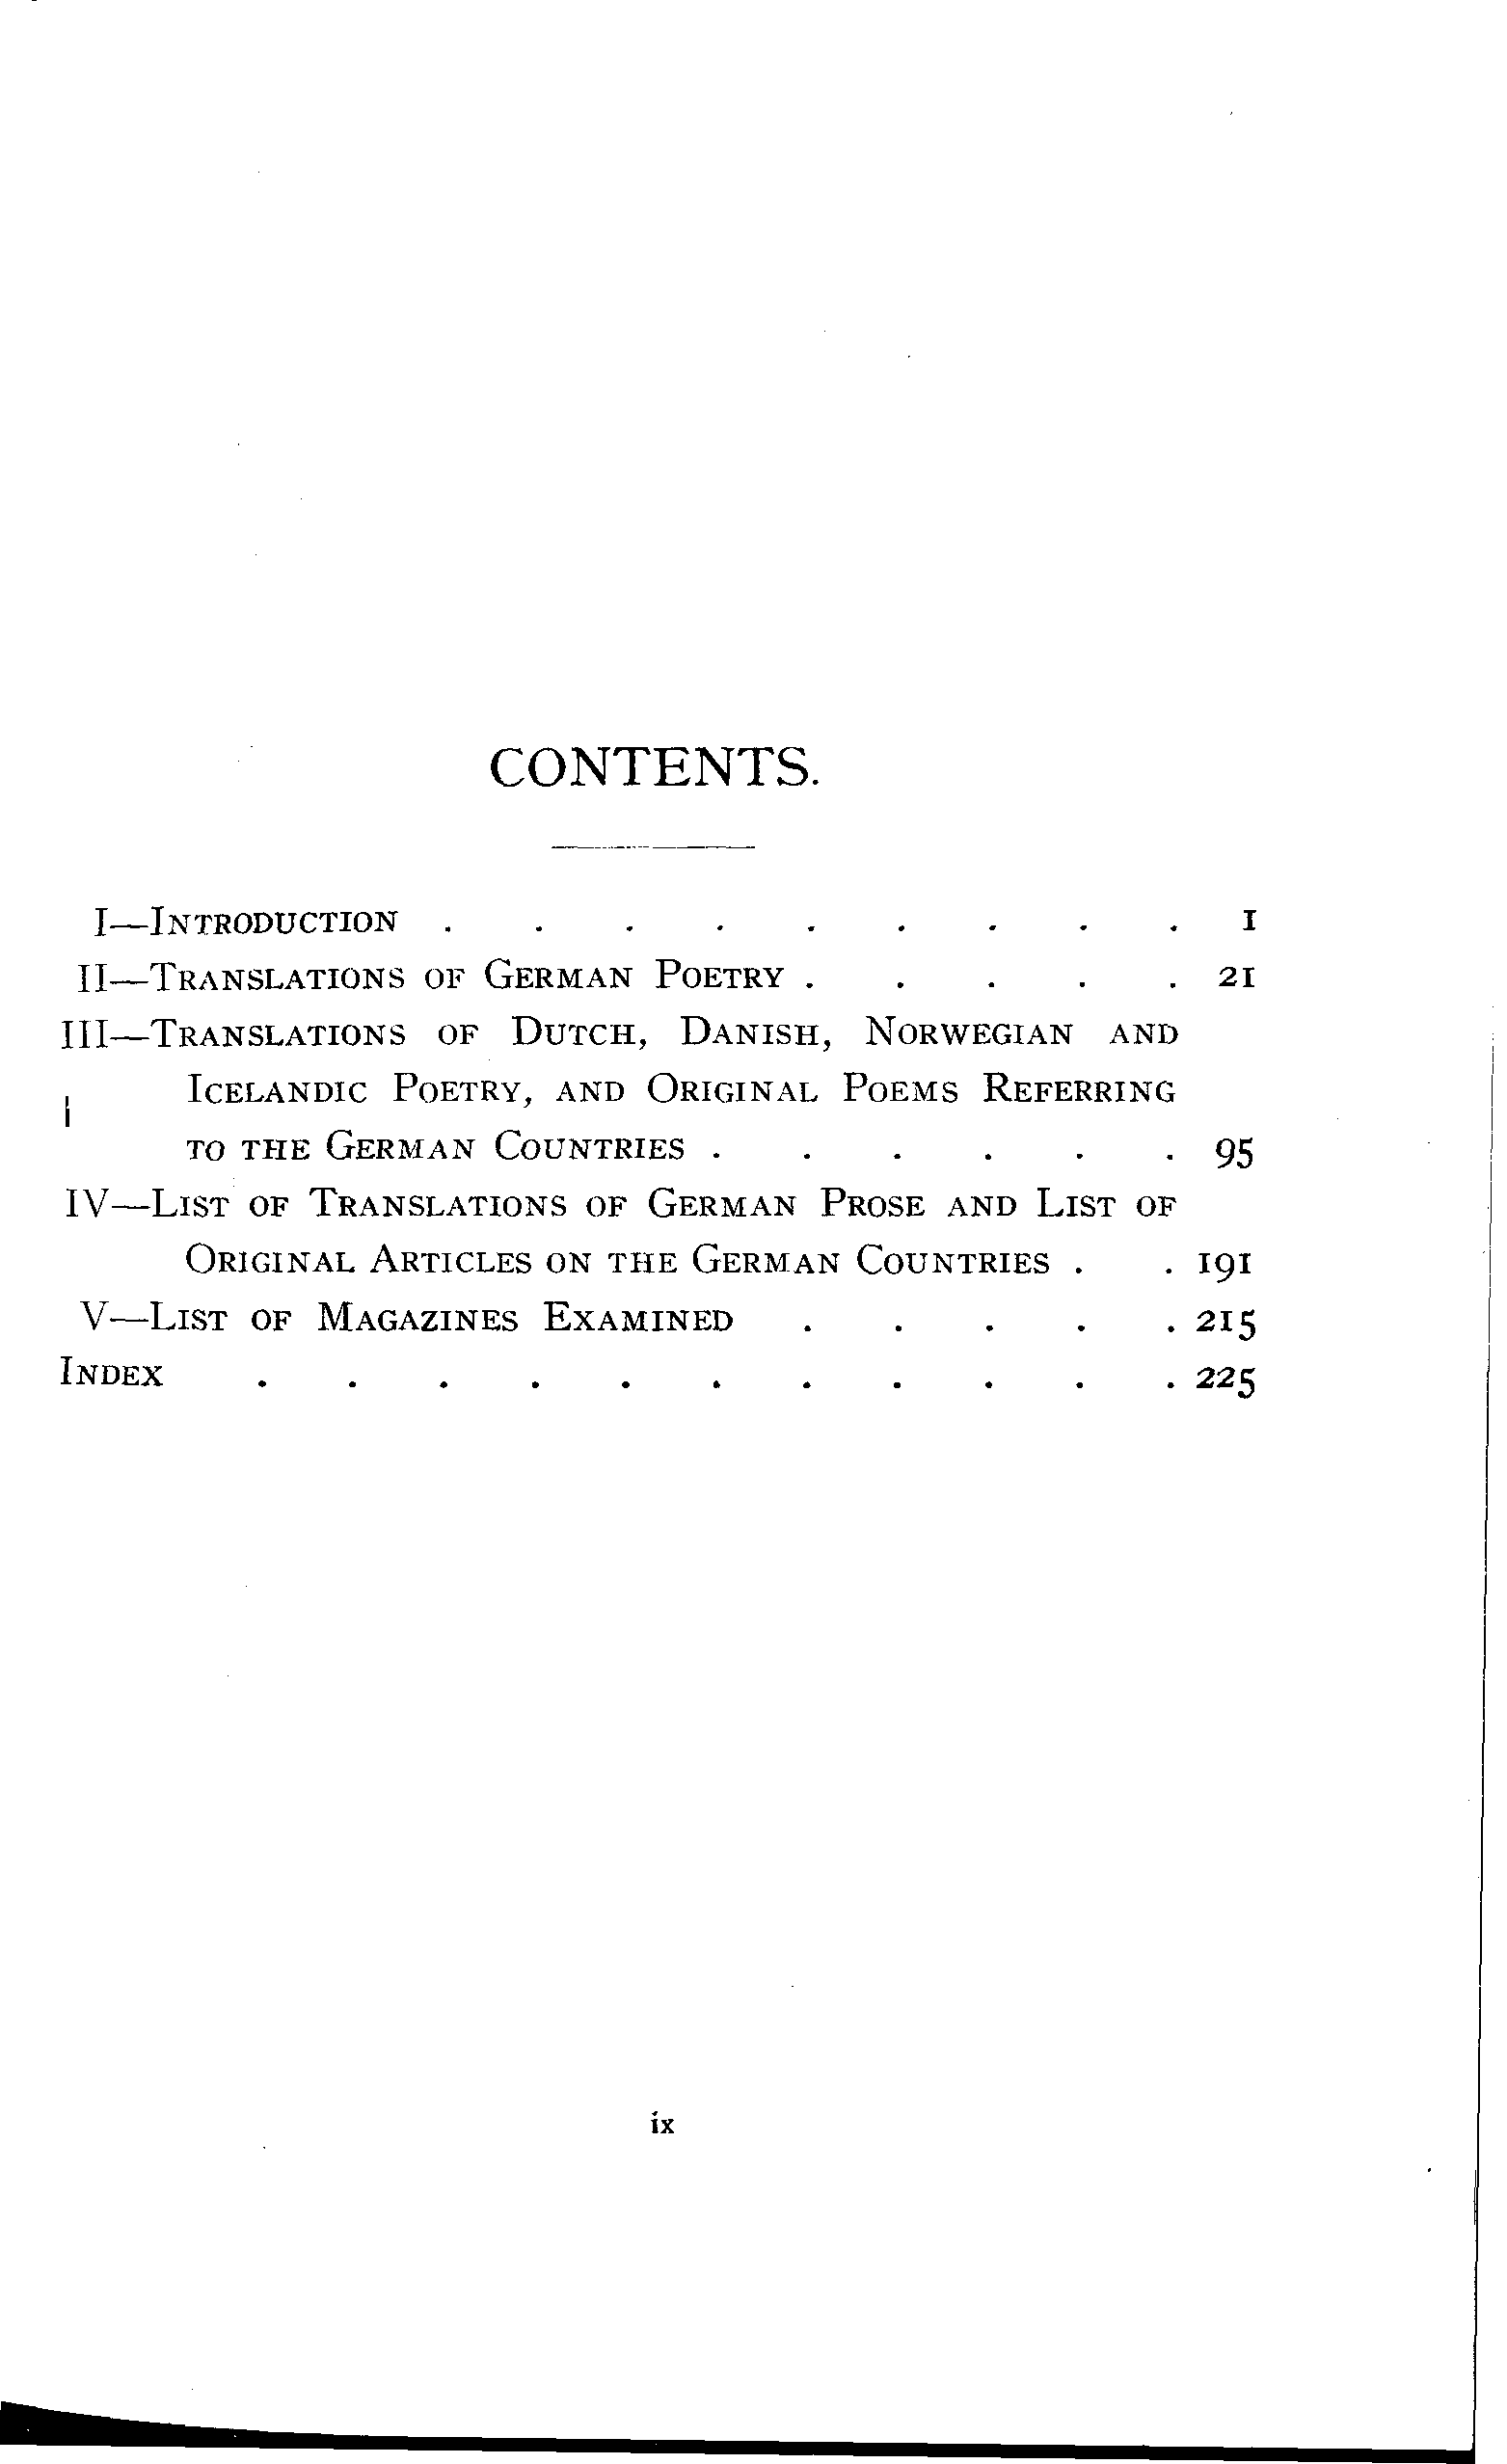 CONTENTS.
I—Introduction . . . . . . . . . 1
II—Translations of German Poetry . . . . . 21
III—Translations of Dutch, Danish, Norwegian and
Icelandic Poetry, and Original Poems Referring
to the German Countries . . . . . . 95
IV—List of Translations of German Prose and List of
Original Articles on the German Countries . . 191
V—List of Magazines Examined . . . . . 215
Index . . . . . . . . . . . 225
ix